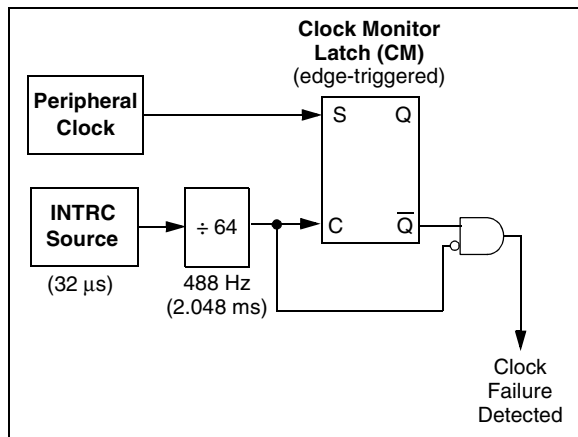 Clock Monitor
Latch (CM)
(edge-triggered)
Peripheral
Clock
S Q
INTRC
Source
÷ 64
C Q̅
(32 μs)
488 Hz
(2.048 ms)
Clock
Failure
Detected